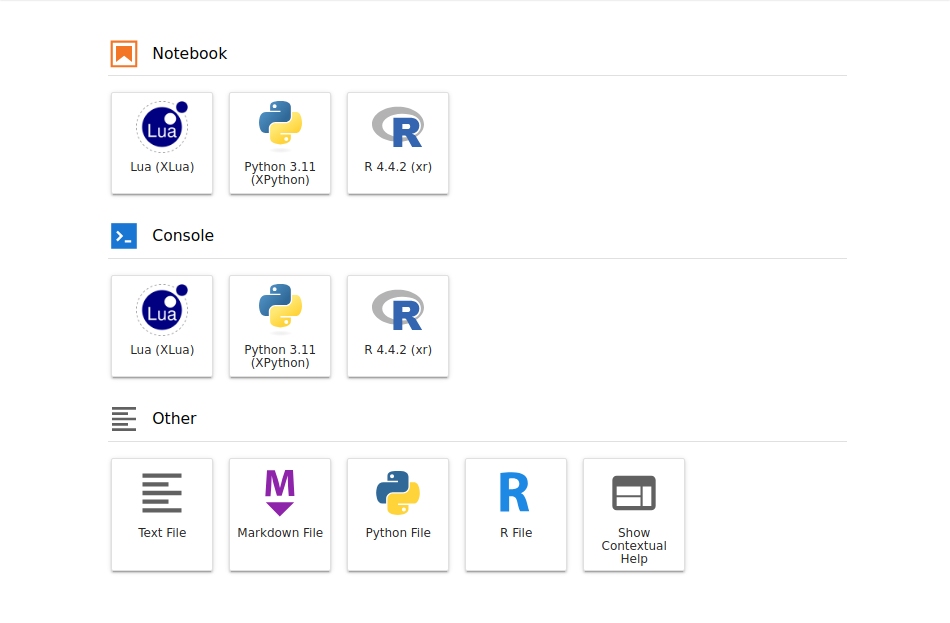 Notebook
Lua
Lua (XLua)
Python 3.11
(XPython)
R
R 4.4.2 (xr)
Console
Lua
Lua (XLua)
Python 3.11
(XPython)
R
R 4.4.2 (xr)
Other
Text File
M
Markdown File
Python File
R
R File
Show
Contextual
Help